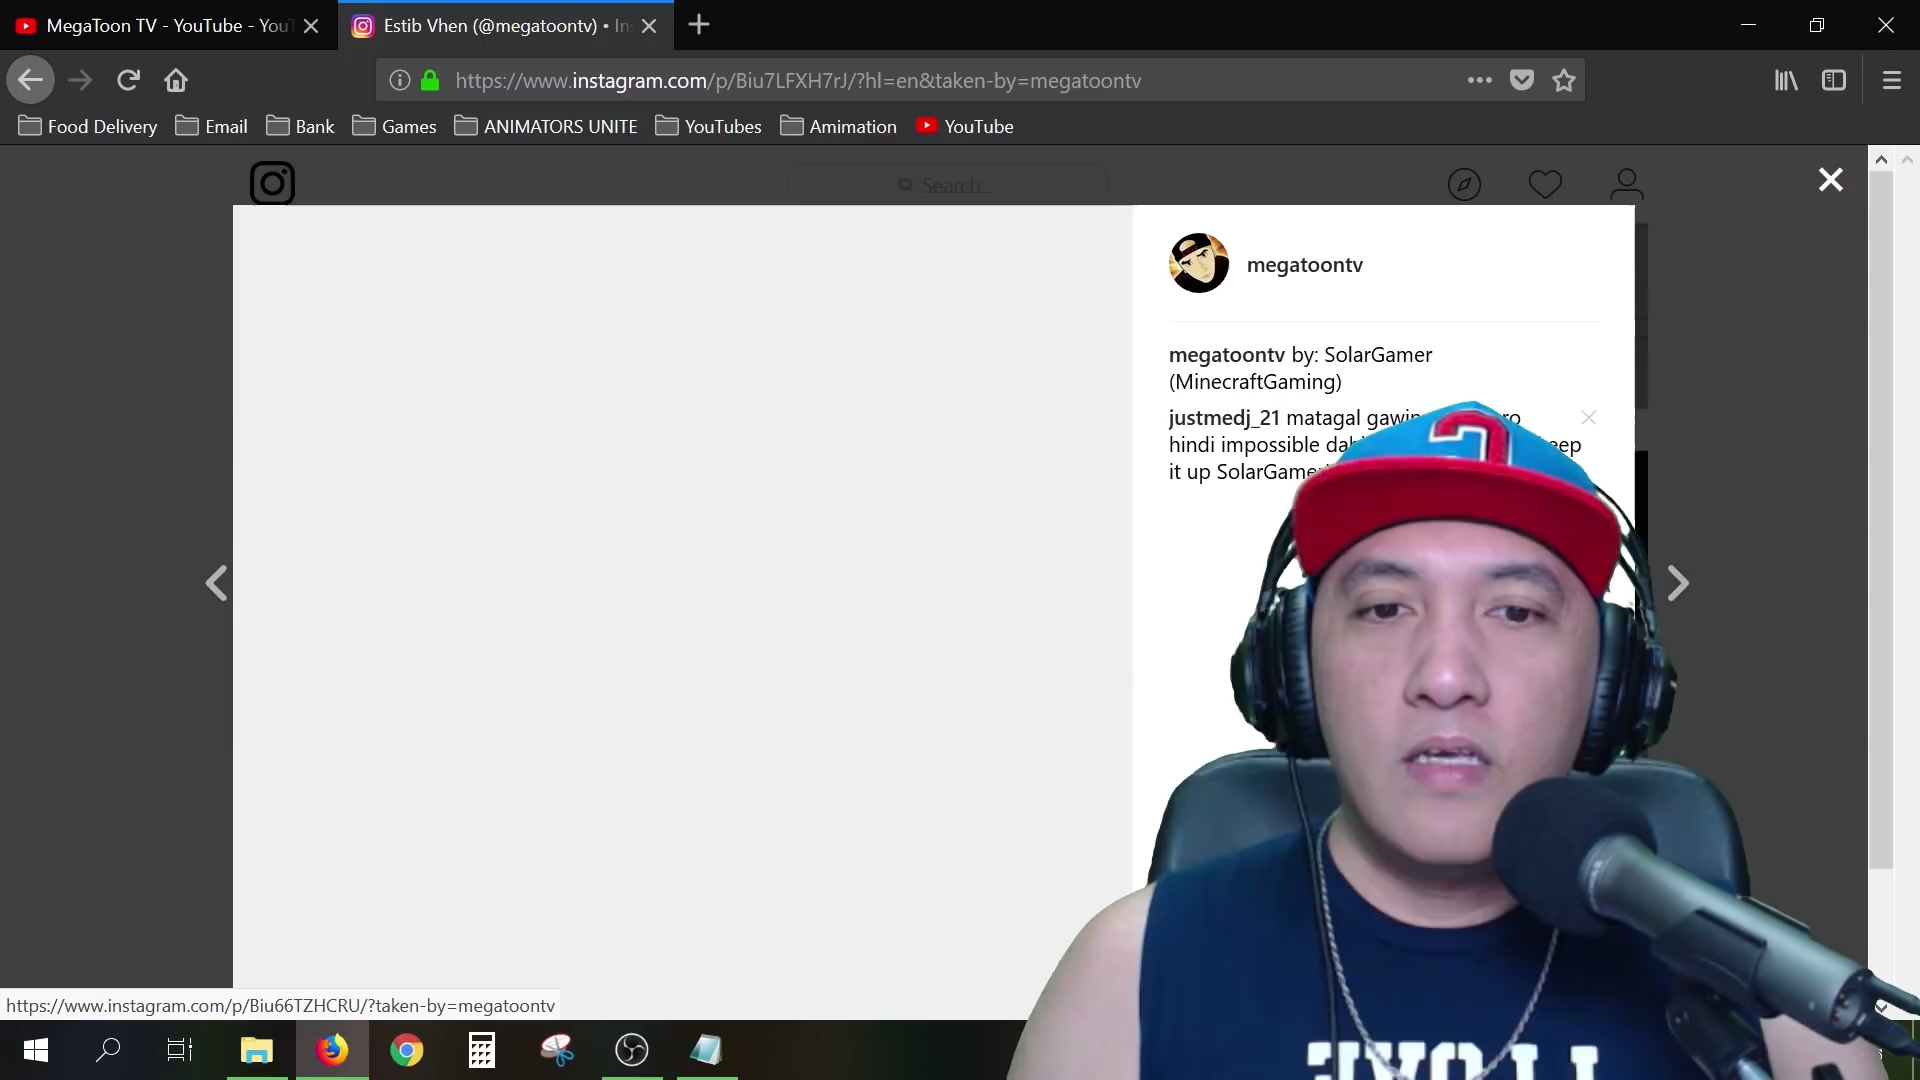 MegaToon TV - YouTube - You
Estib Vhen (@megatoontv) • In
https://www.instagram.com/p/Biu7LFXH7rJ/?hl=en&taken-by=megatoontv
Food Delivery Email Bank Games ANIMATORS UNITE YouTubes Amimation YouTube
Search
megatoontv
megatoontv by: SolarGamer
(MinecraftGaming)
justmedj_21 matagal
hindi impossible
it up
https://www.instagram.com/p/Biu66TZHCRU/?taken-by=megatoontv